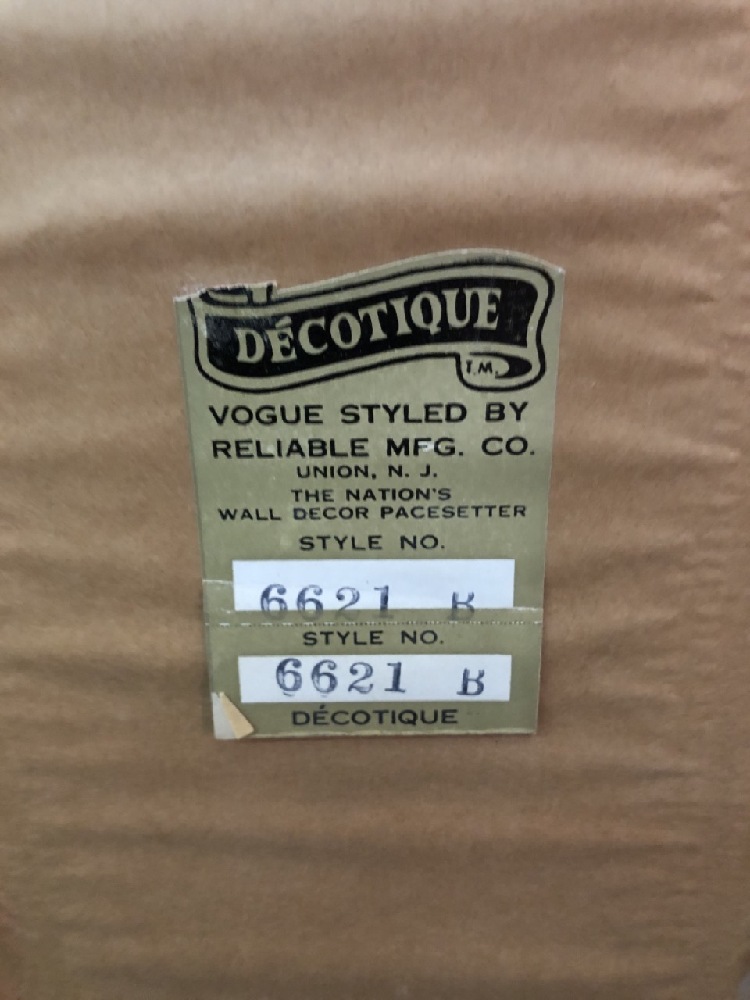 DÉCOTIQUE
T.M.
VOGUE STYLED BY
RELIABLE MFG. CO.
UNION, N. J.
THE NATION'S
WALL DECOR PACESETTER
STYLE NO.
6621
STYLE NO.
6621
DÉCOTIQUE